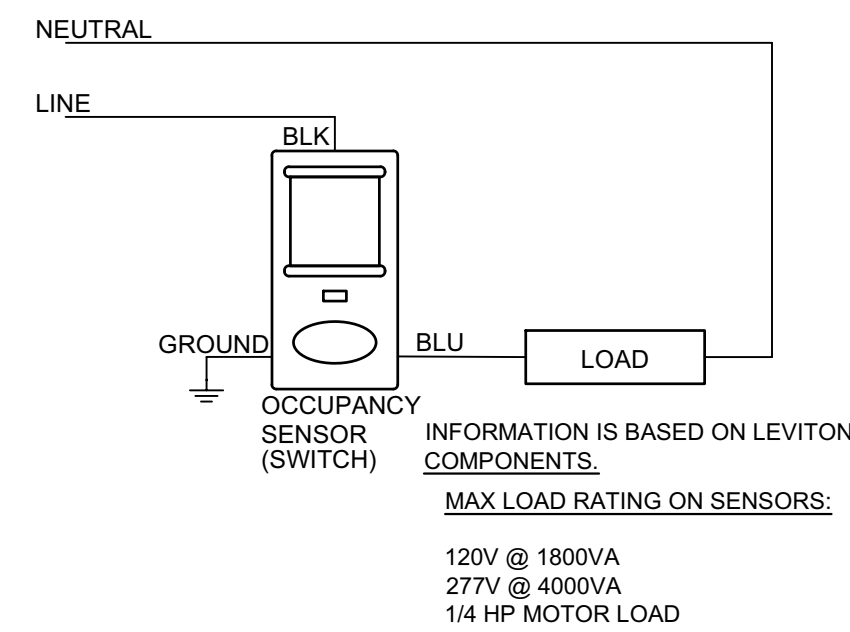 NEUTRAL
LINE
BLK
GROUND
BLU
LOAD
OCCUPANCY
SENSOR
(SWITCH)
INFORMATION IS BASED ON LEVITON
COMPONENTS.
MAX LOAD RATING ON SENSORS:
120V @ 1800VA
277V @ 4000VA
1/4 HP MOTOR LOAD